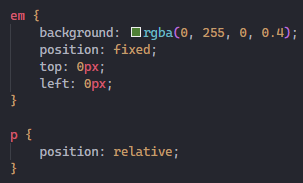 em {
    background: rgba(0, 255, 0, 0.4);
    position: fixed;
    top: 0px;
    left: 0px;
}

p {
    position: relative;
}